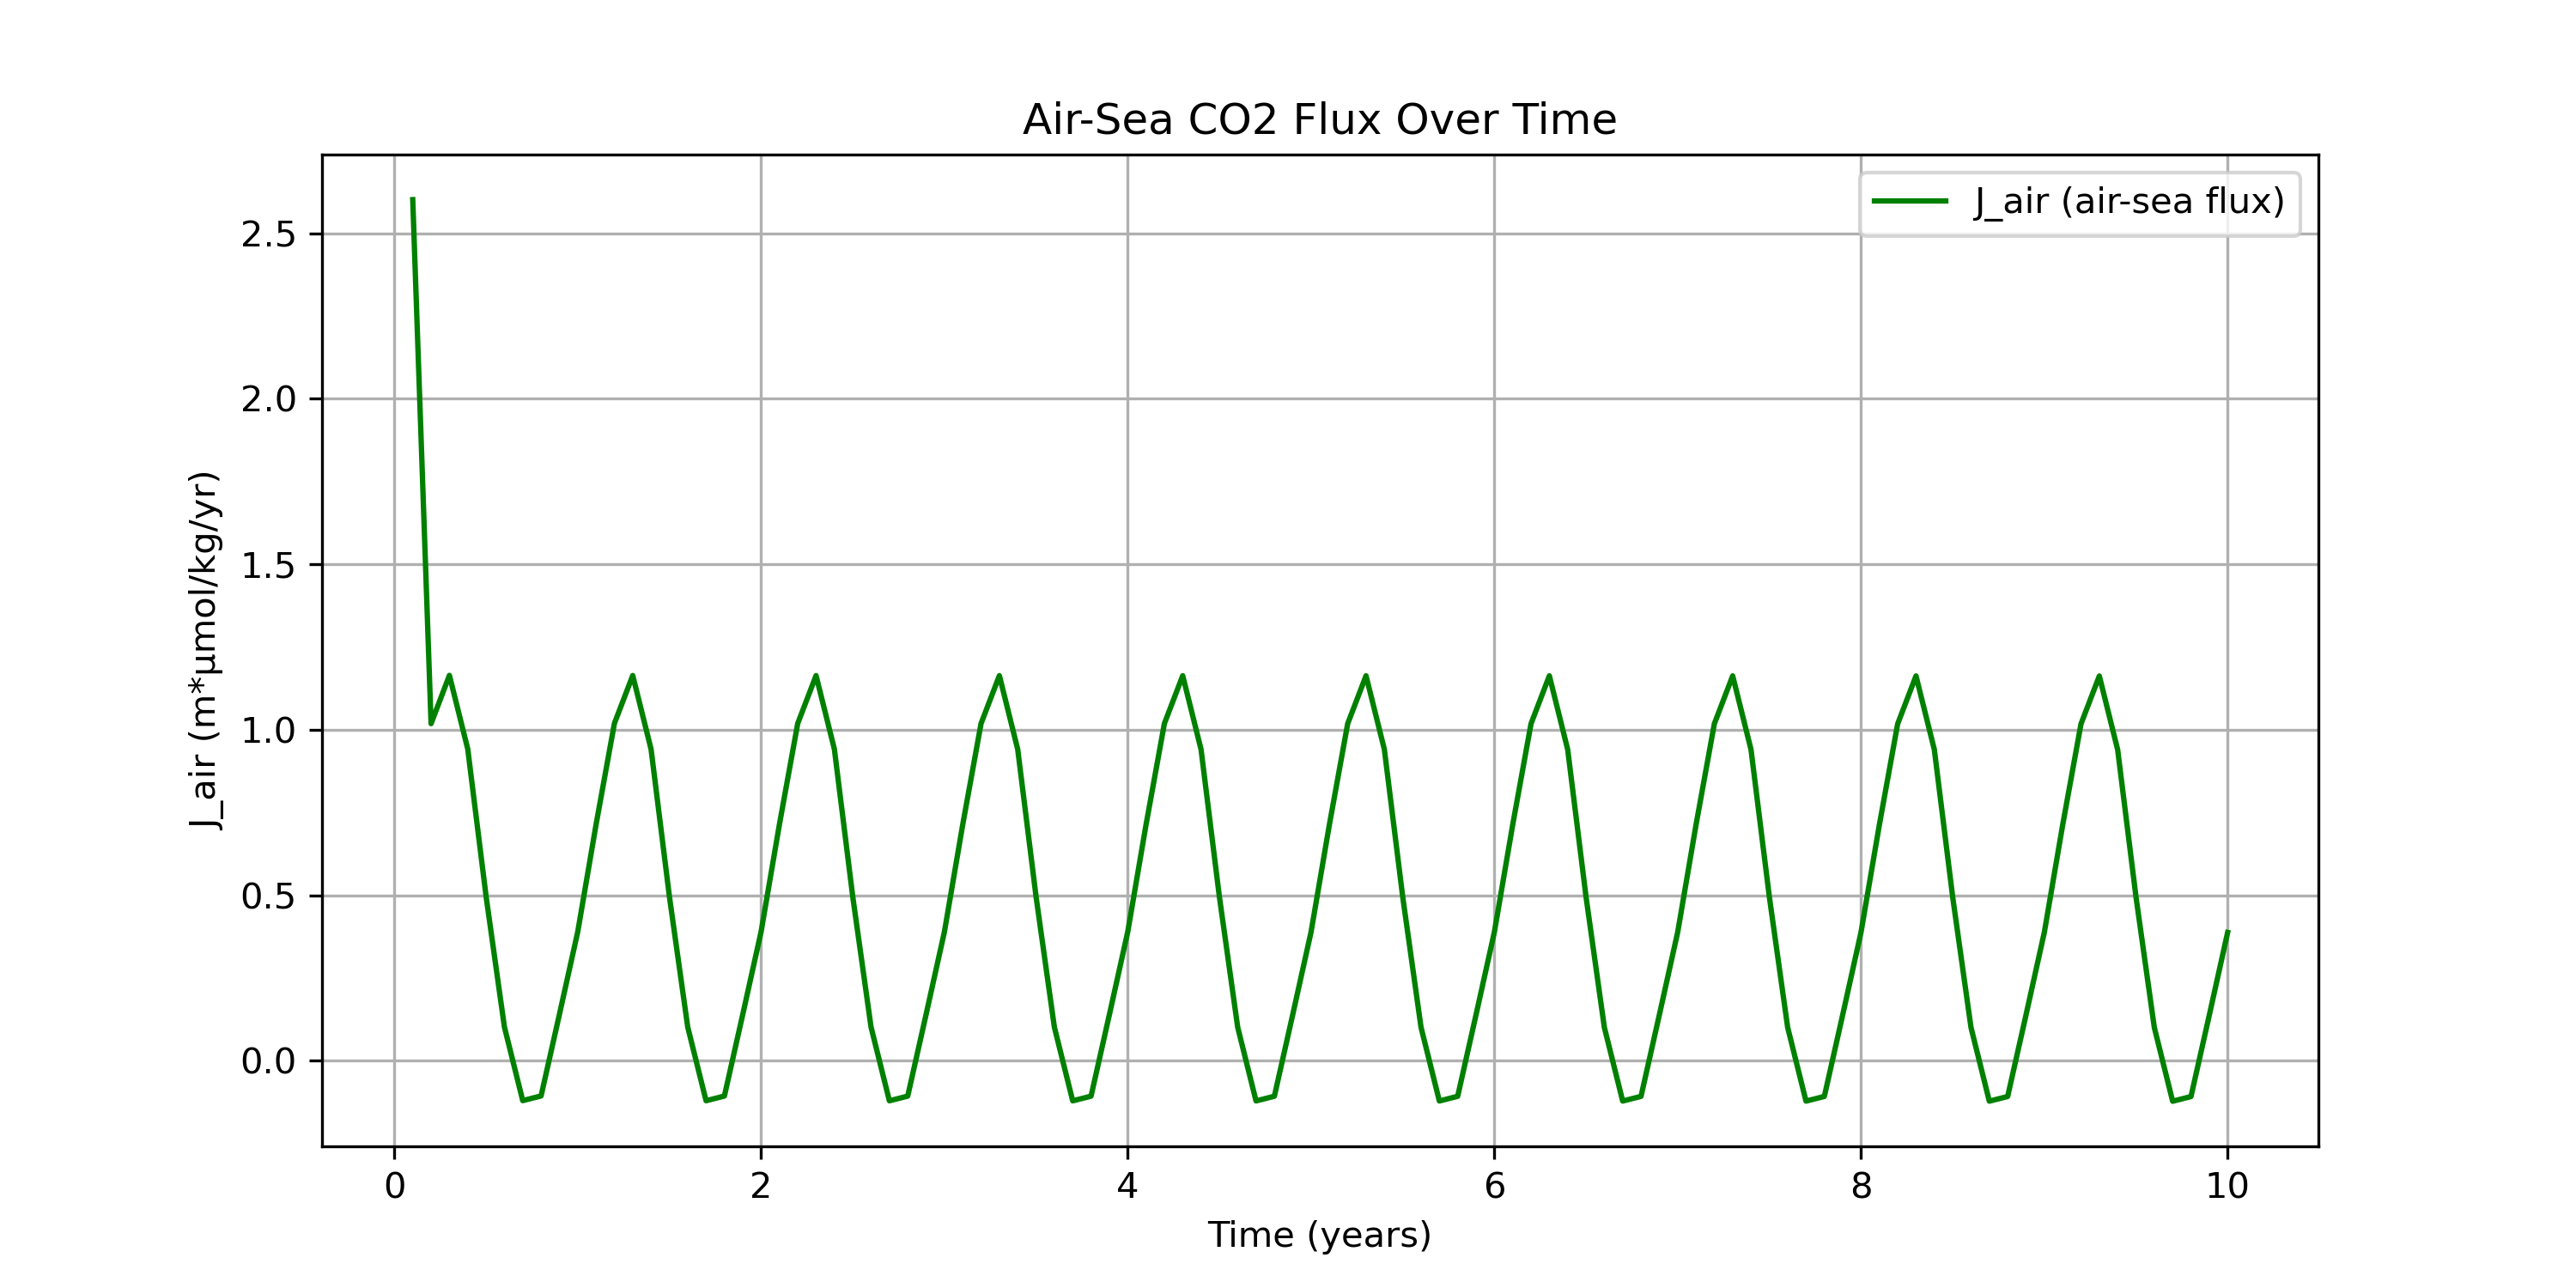 Air-Sea CO2 Flux Over Time
J_air (air-sea flux)
J_air (m*μmol/kg/yr)
2.5
2.0
1.5
1.0
0.5
0.0
0 2 4 6 8 10
Time (years)